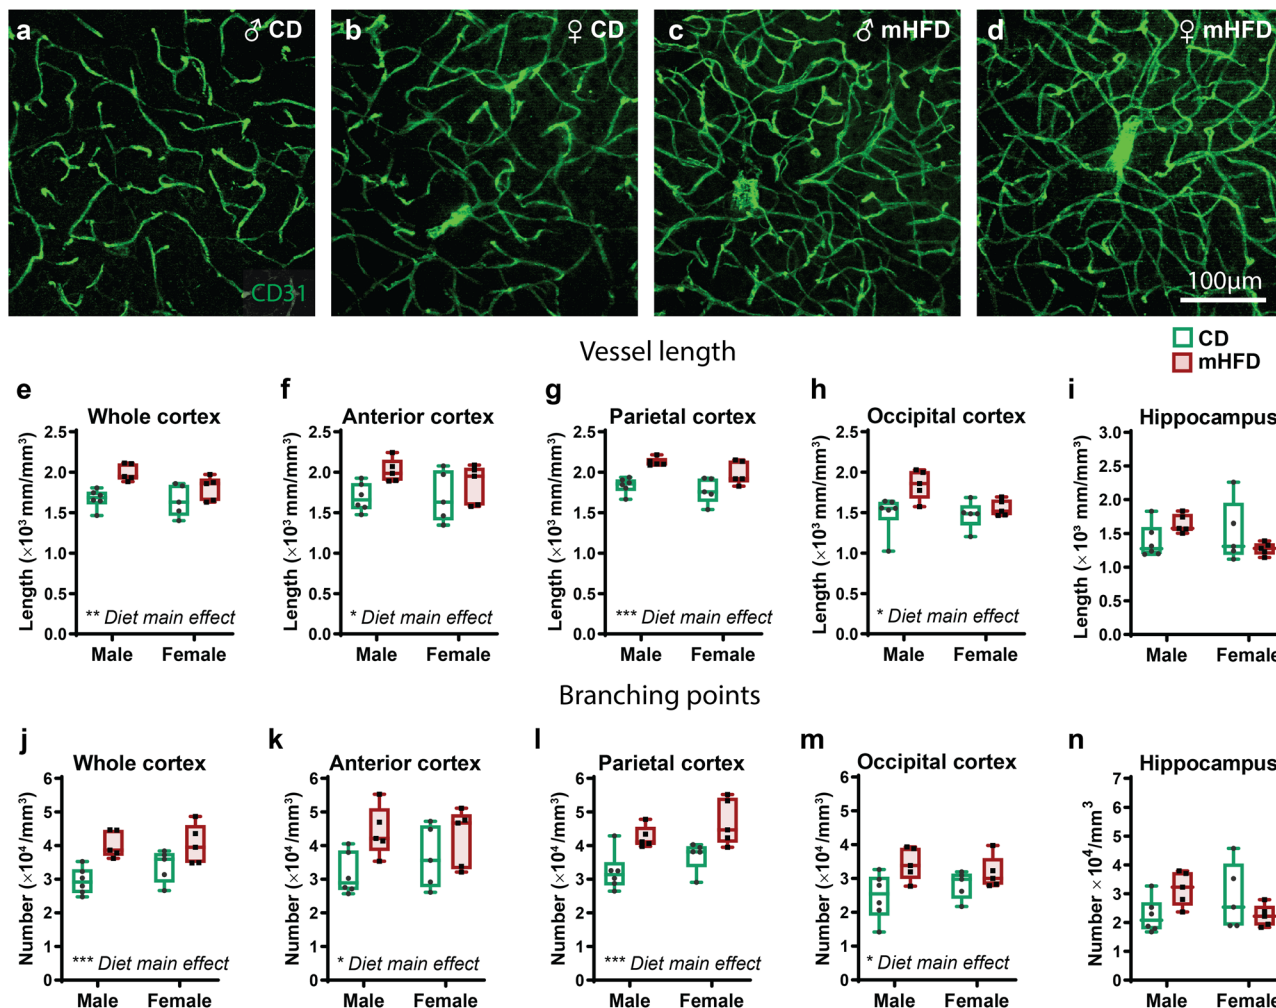 a ♂ CD
b ♀ CD
c ♂ mHFD
d ♀ mHFD
CD31
100µm
CD
mHFD
Vessel length
e
Whole cortex
Length (×10³ mm/mm³)
2.5
2.0
1.5
1.0
0.5
0.0
** Diet main effect
Male Female
f
Anterior cortex
Length (×10³ mm/mm³)
2.5
2.0
1.5
1.0
0.5
0.0
* Diet main effect
Male Female
g
Parietal cortex
Length (×10³ mm/mm³)
2.5
2.0
1.5
1.0
0.5
0.0
*** Diet main effect
Male Female
h
Occipital cortex
Length (×10³ mm/mm³)
2.5
2.0
1.5
1.0
0.5
0.0
* Diet main effect
Male Female
i
Hippocampus
Length (×10³ mm/mm³)
3.0
2.5
2.0
1.5
1.0
0.5
0.0
Male Female
Branching points
j
Whole cortex
Number (×10⁴/mm³)
6
5
4
3
2
1
0
*** Diet main effect
Male Female
k
Anterior cortex
Number (×10⁴/mm³)
6
5
4
3
2
1
0
* Diet main effect
Male Female
l
Parietal cortex
Number (×10⁴/mm³)
6
5
4
3
2
1
0
*** Diet main effect
Male Female
m
Occipital cortex
Number (×10⁴/mm³)
6
5
4
3
2
1
0
* Diet main effect
Male Female
n
Hippocampus
Number ×10⁴/mm³
7
6
5
4
3
2
1
0
Male Female